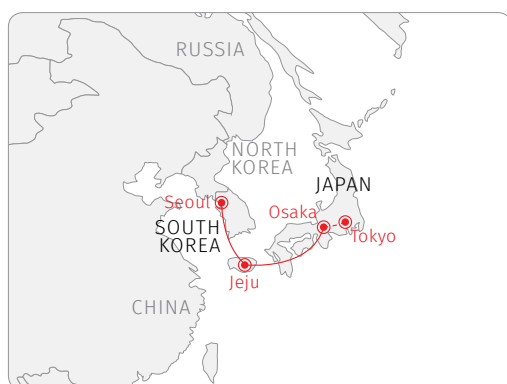 RUSSIA
NORTH
KOREA
JAPAN
Seoul
Osaka
SOUTH
KOREA
Tokyo
Jeju
CHINA